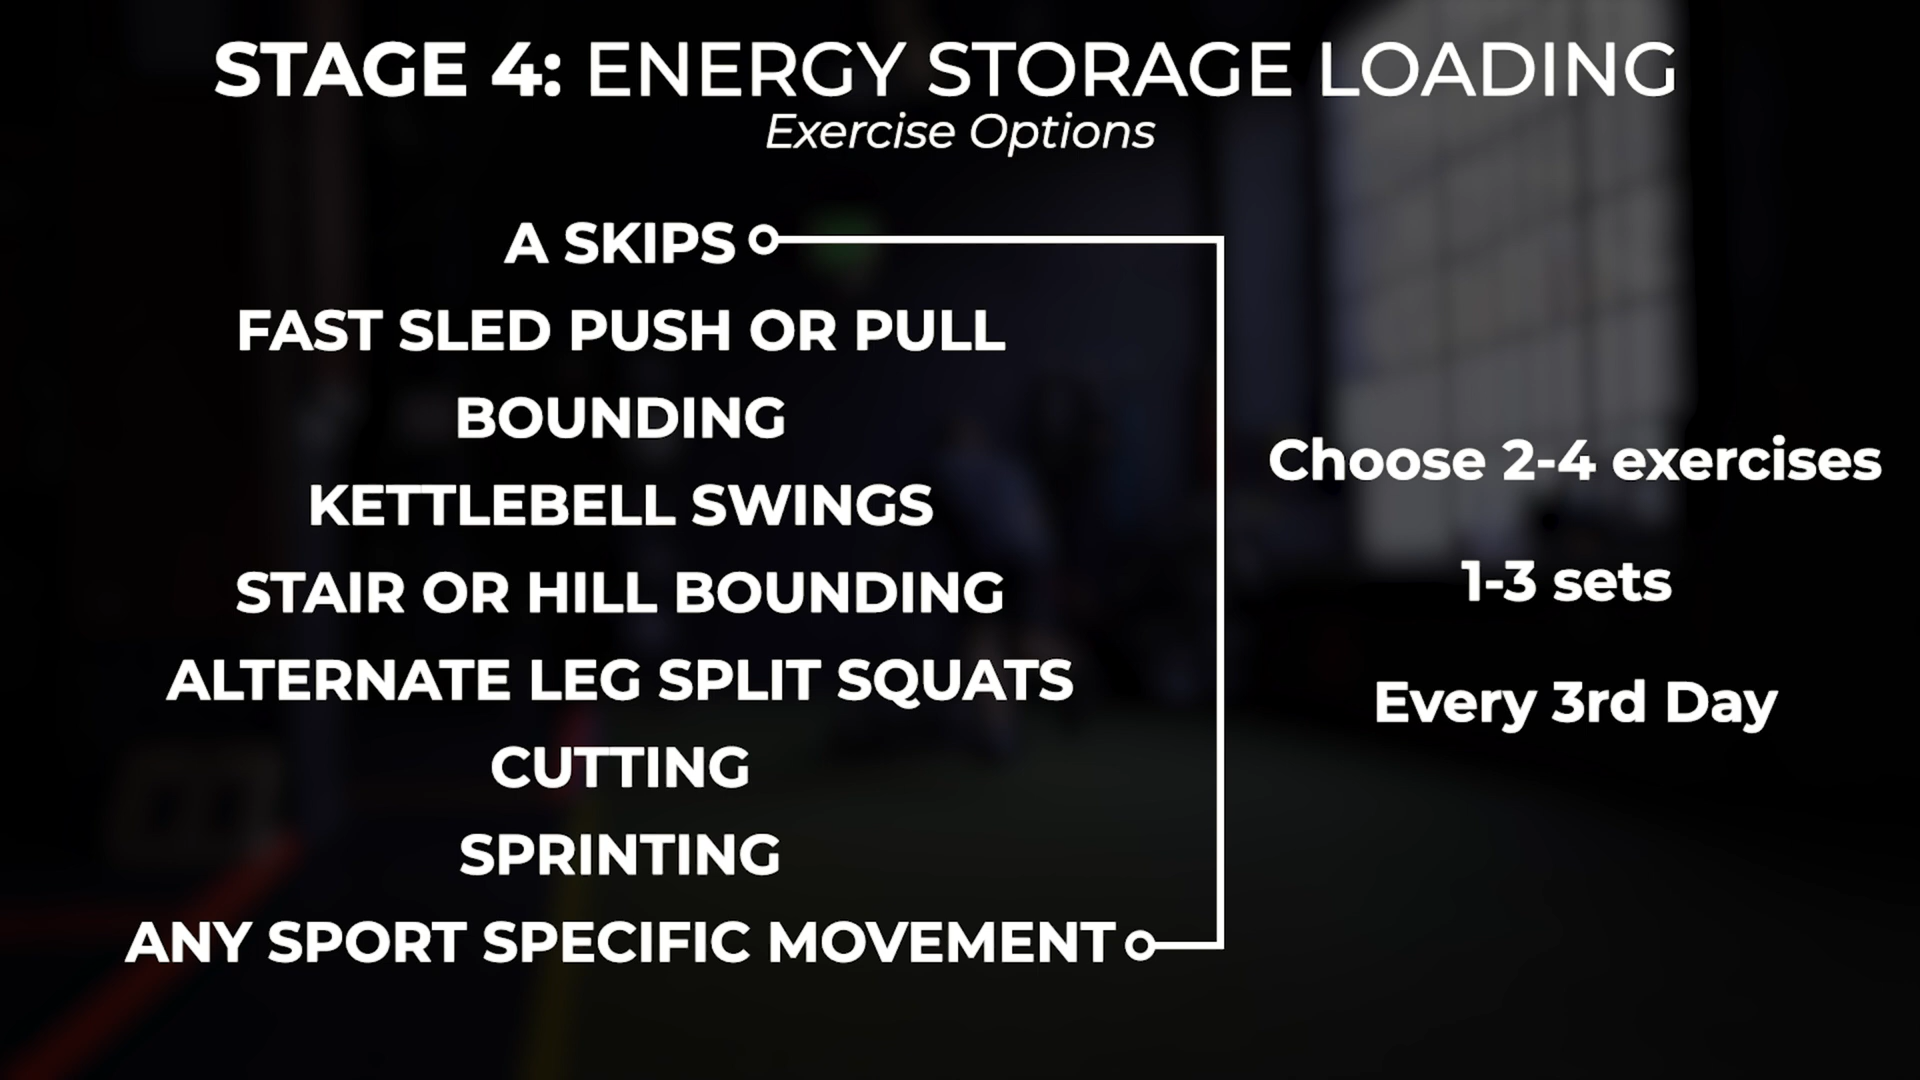 STAGE 4: ENERGY STORAGE LOADING
Exercise Options
A SKIPS
FAST SLED PUSH OR PULL
BOUNDING
KETTLEBELL SWINGS
STAIR OR HILL BOUNDING
ALTERNATE LEG SPLIT SQUATS
CUTTING
SPRINTING
ANY SPORT SPECIFIC MOVEMENT
Choose 2-4 exercises
1-3 sets
Every 3rd Day